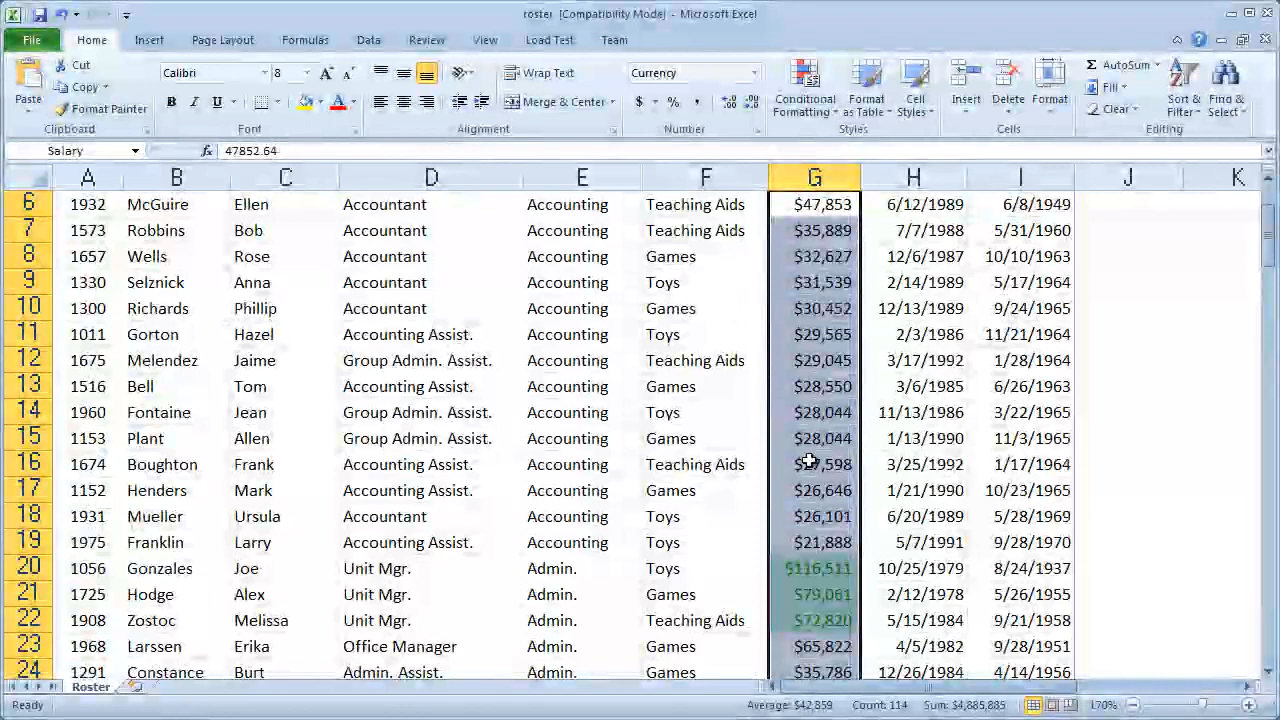 roster [Compatibility Mode] - Microsoft Excel
File Home Insert Page Layout Formulas Data Review View Load Test Team
Paste Cut Copy Format Painter Clipboard
Calibri 8 B I U Font
Wrap Text Merge & Center Alignment
Currency $ % , Number
Conditional Formatting Format as Table Cell Styles Styles
Insert Delete Format Cells
Σ AutoSum Fill Clear Sort & Filter Find & Select Editing
Salary fx 47852.64
A B C D E F G H I J K
6 1932 McGuire Ellen Accountant Accounting Teaching Aids $47,853 6/12/1989 6/8/1949
7 1573 Robbins Bob Accountant Accounting Teaching Aids $35,889 7/7/1988 5/31/1960
8 1657 Wells Rose Accountant Accounting Games $32,627 12/6/1987 10/10/1963
9 1330 Selznick Anna Accountant Accounting Toys $31,539 2/14/1989 5/17/1964
10 1300 Richards Phillip Accountant Accounting Games $30,452 12/13/1989 9/24/1965
11 1011 Gorton Hazel Accounting Assist. Accounting Toys $29,565 2/3/1986 11/21/1964
12 1675 Melendez Jaime Group Admin. Assist. Accounting Teaching Aids $29,045 3/17/1992 1/28/1964
13 1516 Bell Tom Accounting Assist. Accounting Games $28,550 3/6/1985 6/26/1963
14 1960 Fontaine Jean Group Admin. Assist. Accounting Toys $28,044 11/13/1986 3/22/1965
15 1153 Plant Allen Group Admin. Assist. Accounting Games $28,044 1/13/1990 11/3/1965
16 1674 Boughton Frank Accounting Assist. Accounting Teaching Aids 3/25/1992 1/17/1964
17 1152 Henders Mark Accounting Assist. Accounting Games $26,646 1/21/1990 10/23/1965
18 1931 Mueller Ursula Accountant Accounting Toys $26,101 6/20/1989 5/28/1969
19 1975 Franklin Larry Accounting Assist. Accounting Toys $21,888 5/7/1991 9/28/1970
20 1056 Gonzales Joe Unit Mgr. Admin. Toys $116,511 10/25/1979 8/24/1937
21 1725 Hodge Alex Unit Mgr. Admin. Games $79,061 2/12/1978 5/26/1955
22 1908 Zostoc Melissa Unit Mgr. Admin. Teaching Aids $72,820 5/15/1984 9/21/1958
23 1968 Larssen Erika Office Manager Admin. Games $65,822 4/5/1982 9/28/1951
24 1291 Constance Burt Admin. Assist. Admin. Games $35,786 12/26/1984 4/14/1956
Roster
Ready Average: $42,859 Count: 114 Sum: $4,885,885 170%